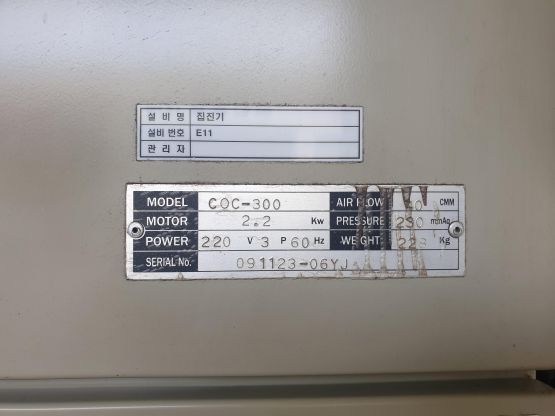 설 비 명 집진기
설비 번호 E11
관 리 자
MODEL COC-300 AIR FLOW CMM
MOTOR 2.2 Kw PRESSURE mmAq
POWER 220 V 3 P 60 Hz WEIGHT Kg
SERIAL No. 091123-06YJ